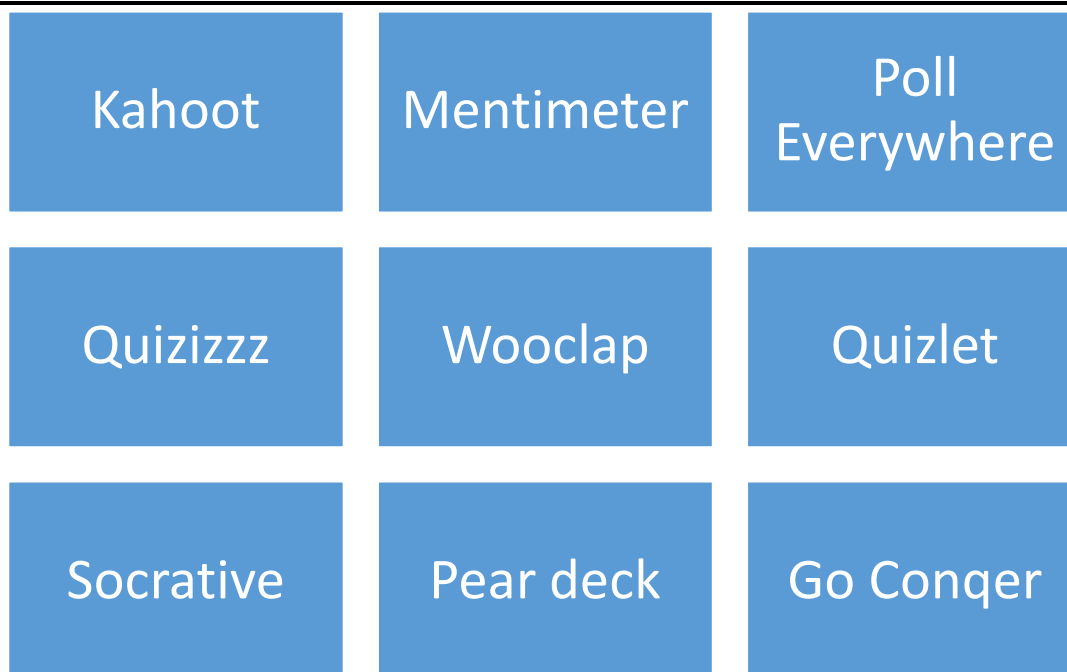 Kahoot
Mentimeter
Poll
Everywhere
Quizizzz
Wooclap
Quizlet
Socrative
Pear deck
Go Conqer